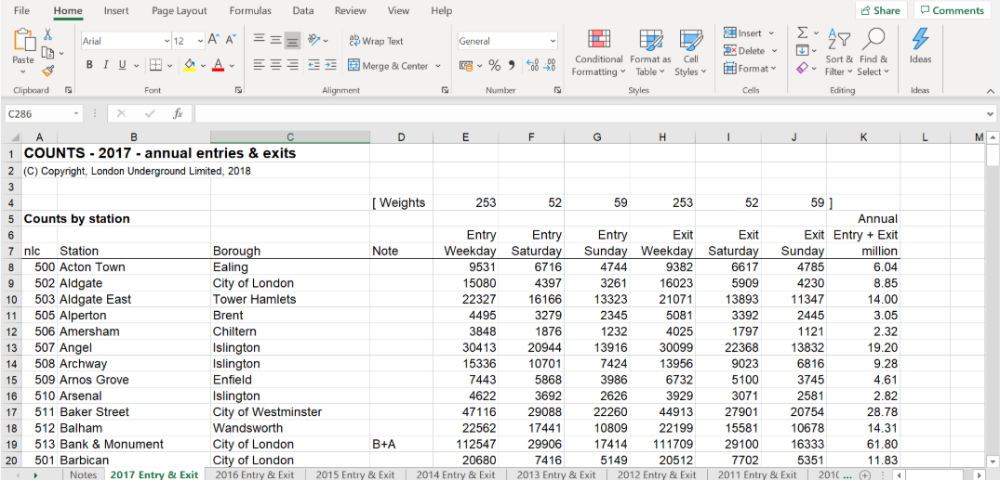 File Home Insert Page Layout Formulas Data Review View Help Share Comments
Arial 12 A A Wrap Text General Insert Σ
Paste B I U A Merge & Center % Conditional Formatting Format as Table Cell Styles Delete Format Sort & Filter Find & Select Ideas
Clipboard Font Alignment Number Styles Cells Editing Ideas
C286 fx
A B C D E F G H I J K L M
1 COUNTS - 2017 - annual entries & exits
2 (C) Copyright, London Underground Limited, 2018
3
4 [ Weights 253 52 59 253 52 59 ]
5 Counts by station Annual
6 Entry Entry Entry Exit Exit Exit Entry + Exit
7 nlc Station Borough Note Weekday Saturday Sunday Weekday Saturday Sunday million
8 500 Acton Town Ealing 9531 6716 4744 9382 6617 4785 6.04
9 502 Aldgate City of London 15080 4397 3261 16023 5909 4230 8.85
10 503 Aldgate East Tower Hamlets 22327 16166 13323 21071 13893 11347 14.00
11 505 Alperton Brent 4495 3279 2345 5081 3392 2445 3.05
12 506 Amersham Chiltern 3848 1876 1232 4025 1797 1121 2.32
13 507 Angel Islington 30413 20944 13916 30099 22368 13832 19.20
14 508 Archway Islington 15336 10701 7424 13956 9023 6816 9.28
15 509 Arnos Grove Enfield 7443 5868 3986 6732 5100 3745 4.61
16 510 Arsenal Islington 4622 3692 2626 3929 3071 2581 2.82
17 511 Baker Street City of Westminster 47116 29088 22260 44913 27901 20754 28.78
18 512 Balham Wandsworth 22562 17441 10809 22199 15581 10678 14.31
19 513 Bank & Monument City of London B+A 112547 29906 17414 111709 29100 16333 61.80
20 501 Barbican City of London 20680 7416 5149 20512 7702 5351 11.83
Notes 2017 Entry & Exit 2016 Entry & Exit 2015 Entry & Exit 2014 Entry & Exit 2013 Entry & Exit 2012 Entry & Exit 2011 Entry & Exit 2010 ...